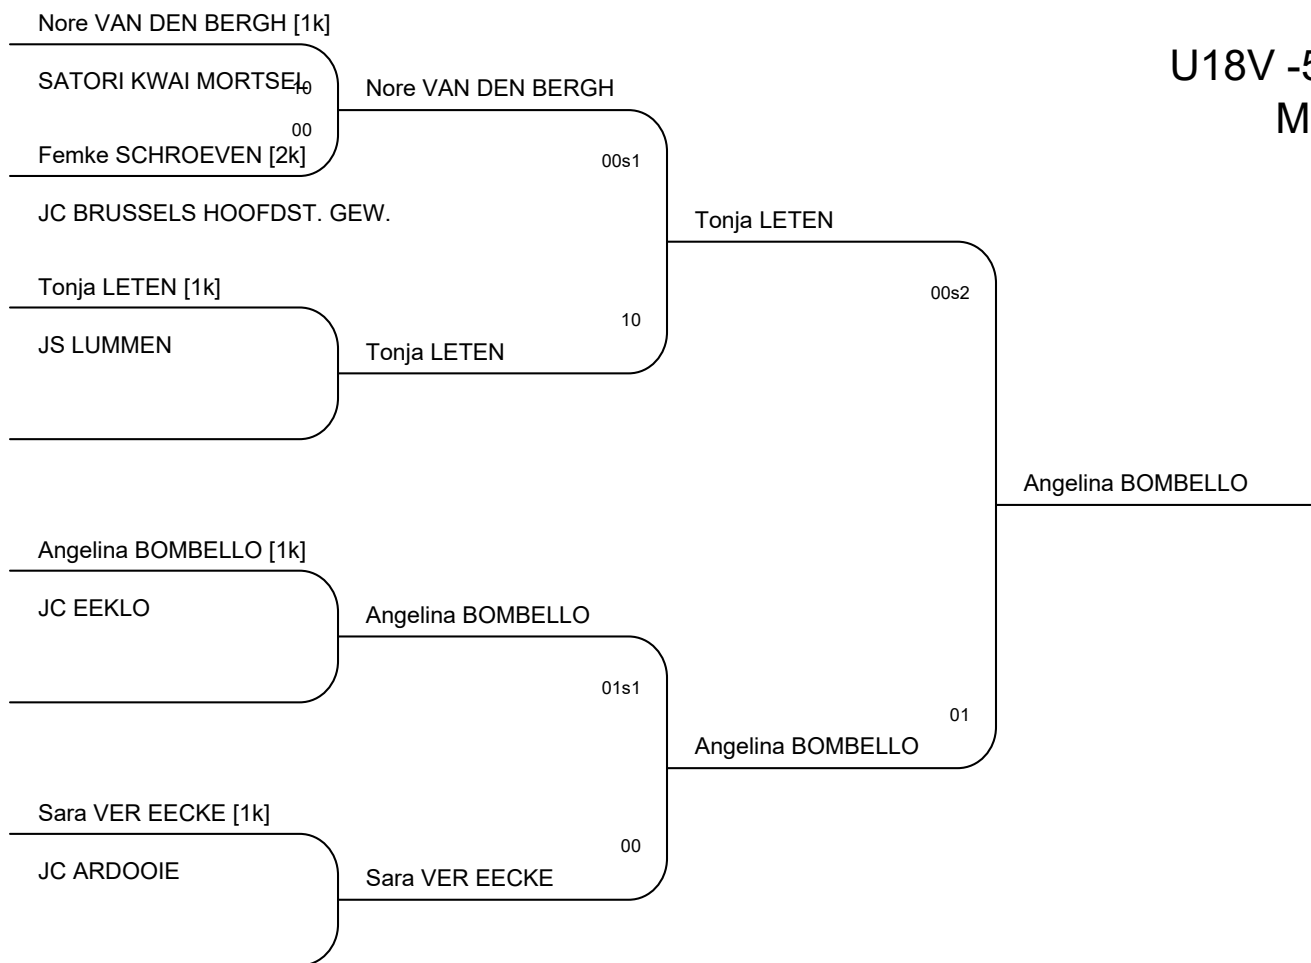 Nore VAN DEN BERGH [1k]
SATORI KWAI MORTSEL
10
00
Femke SCHROEVEN [2k]
JC BRUSSELS HOOFDST. GEW.
Tonja LETEN [1k]
JS LUMMEN
Angelina BOMBELLO [1k]
JC EEKLO
Sara VER EECKE [1k]
JC ARDOOIE
Nore VAN DEN BERGH
00s1
10
Tonja LETEN
Angelina BOMBELLO
01s1
00
Sara VER EECKE
Tonja LETEN
00s2
01
Angelina BOMBELLO
Angelina BOMBELLO
U18V -5
M